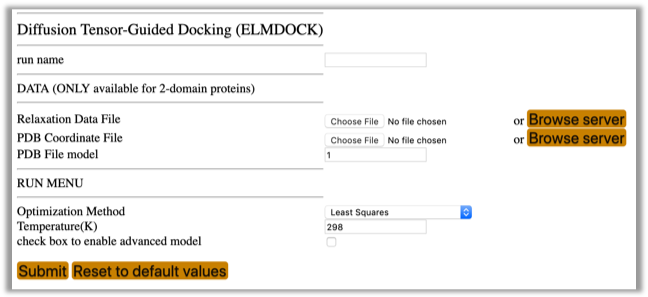 Diffusion Tensor-Guided Docking (ELMDOCK)
run name
DATA (ONLY available for 2-domain proteins)
Relaxation Data File Choose File No file chosen or Browse server
PDB Coordinate File Choose File No file chosen or Browse server
PDB File model 1
RUN MENU
Optimization Method Least Squares
Temperature(K) 298
check box to enable advanced model
Submit Reset to default values